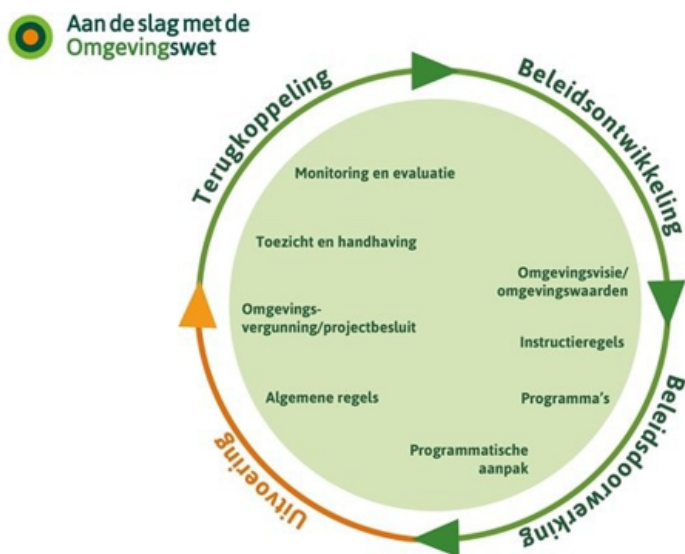 Aan de slag met de
Omgevingswet
Terugkoppeling
Beleidsontwikkeling
Monitoring en evaluatie
Toezicht en handhaving
Omgevingsvisie/
omgevingswaarden
Omgevings-
vergunning/projectbesluit
Instructieregels
Algemene regels
Programma's
Programmatische
aanpak
Uitvoering
Beleidsdoorwerking